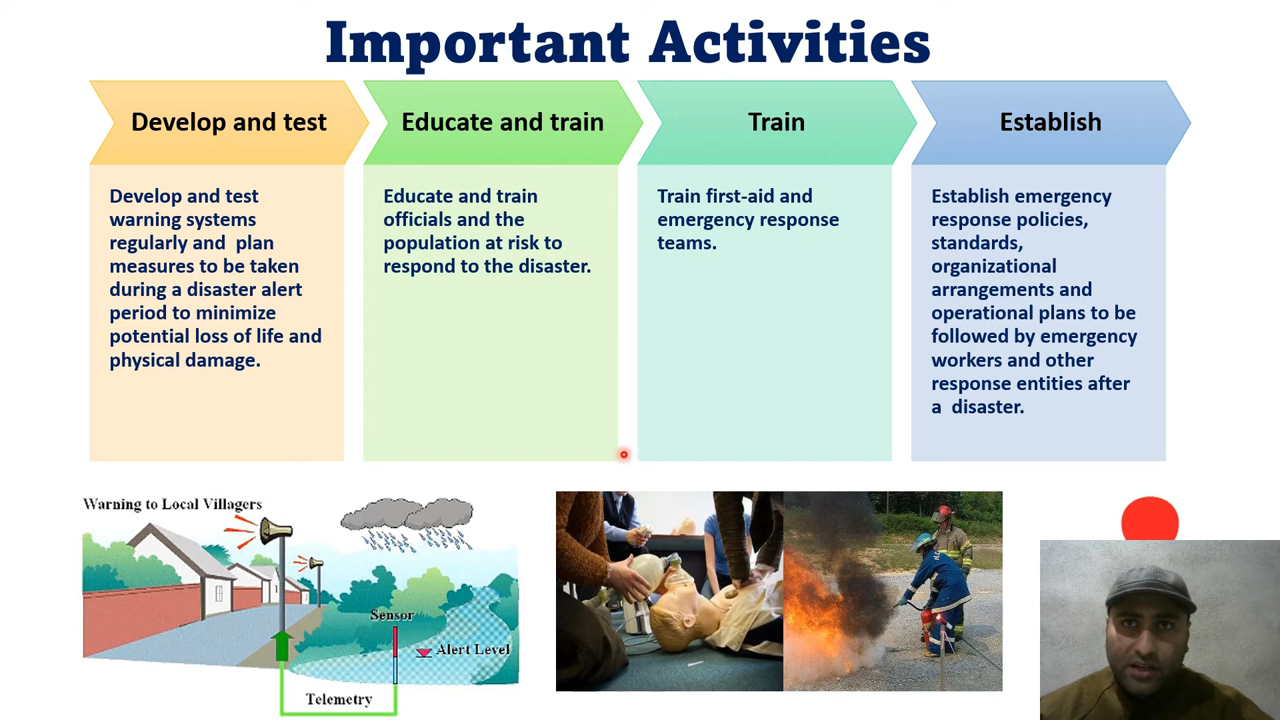 Important Activities
Develop and test
Educate and train
Train
Establish
Develop and test
warning systems
regularly and plan
measures to be taken
during a disaster alert
period to minimize
potential loss of life and
physical damage.
Educate and train
officials and the
population at risk to
respond to the disaster.
Train first-aid and
emergency response
teams.
Establish emergency
response policies,
standards,
organizational
arrangements and
operational plans to be
followed by emergency
workers and other
response entities after
a disaster.
Warning to Local Villagers
Sensor
Alert Level
Telemetry